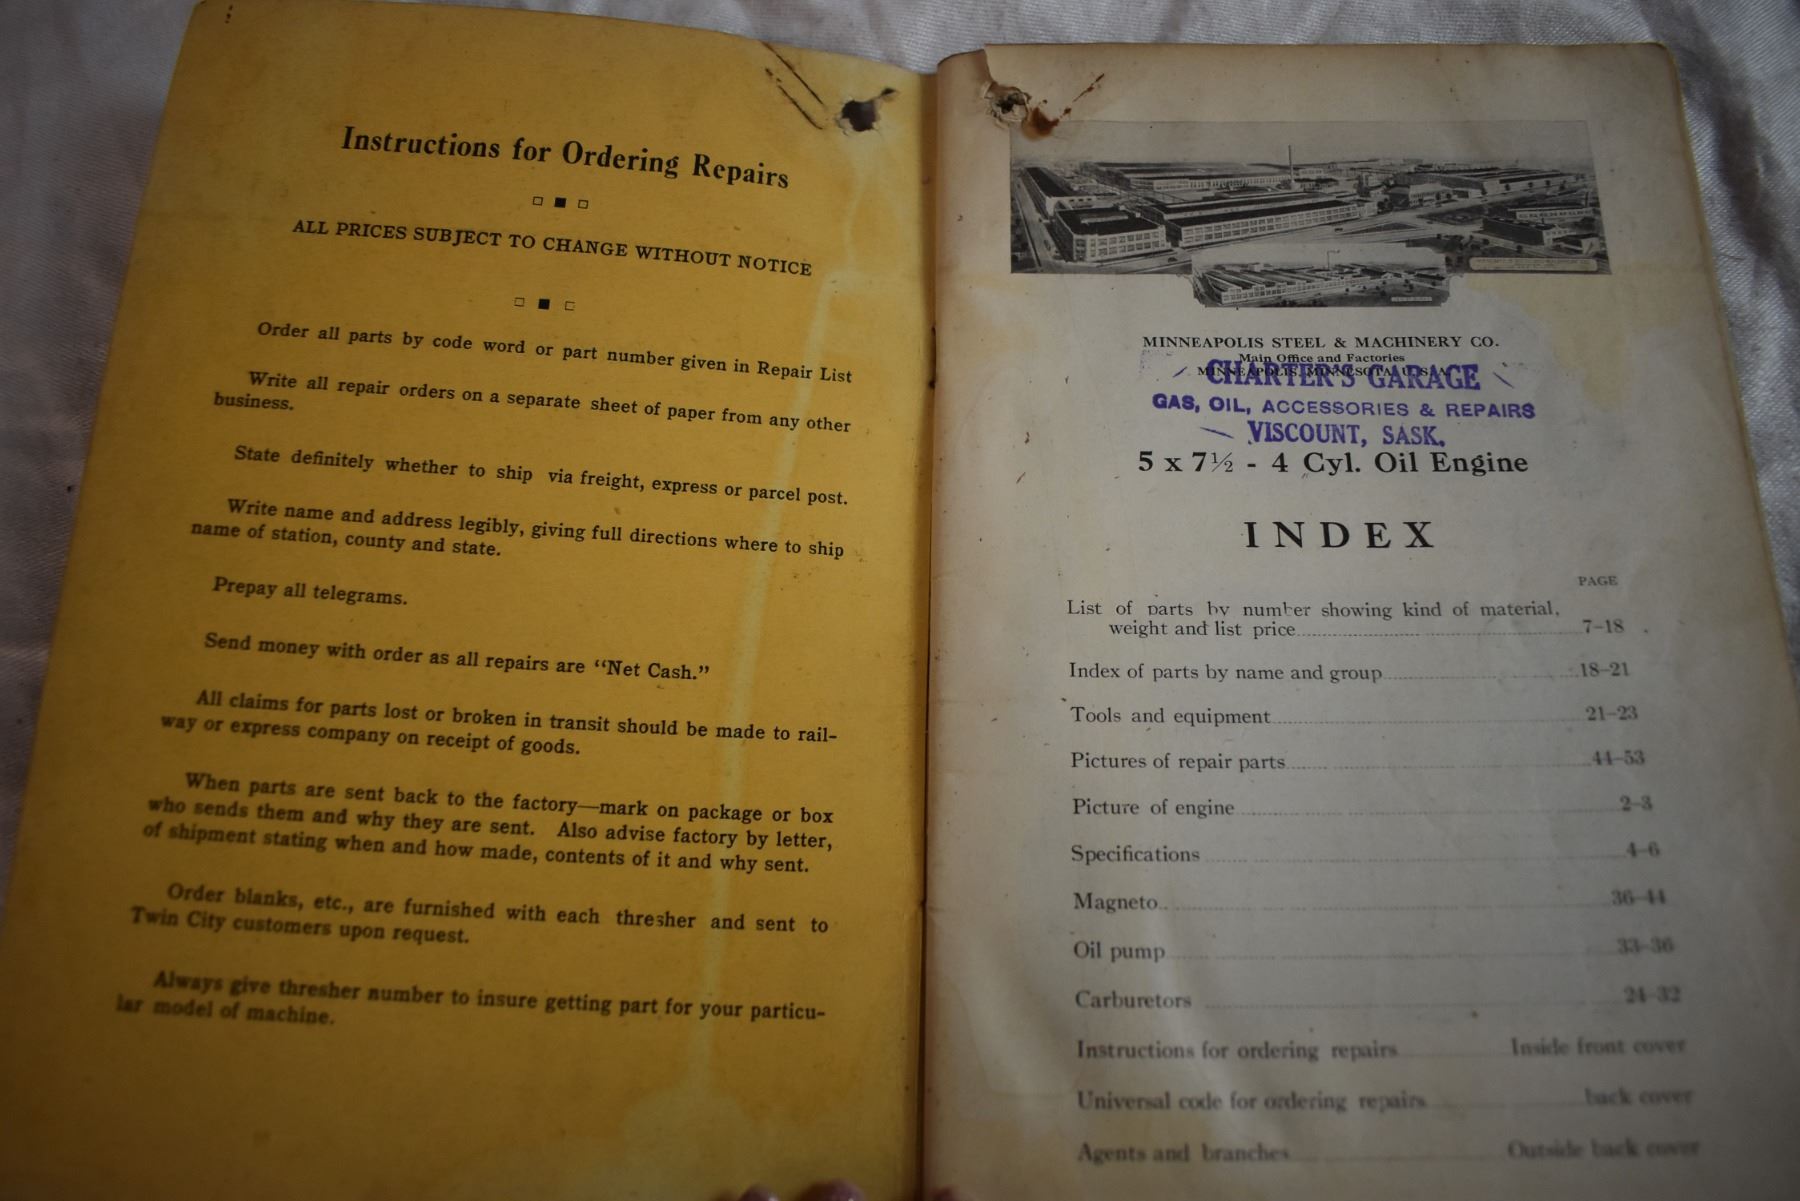 Instructions for Ordering Repairs
ALL PRICES SUBJECT TO CHANGE WITHOUT NOTICE
Order all parts by code word or part number given in Repair List
Write all repair orders on a separate sheet of paper from any other
business.
State definitely whether to ship via freight, express or parcel post.
Write name and address legibly, giving full directions where to ship
name of station, county and state.
Prepay all telegrams.
Send money with order as all repairs are “Net Cash.”
All claims for parts lost or broken in transit should be made to rail-
way or express company on receipt of goods.
When parts are sent back to the factory—mark on package or box
who sends them and why they are sent. Also advise factory by letter,
of shipment stating when and how made, contents of it and why sent.
Order blanks, etc., are furnished with each thresher and sent to
Twin City customers upon request.
Always give thresher number to insure getting part for your particu-
lar model of machine.
MINNEAPOLIS STEEL & MACHINERY CO.
Main Office and Factories
MINNEAPOLIS, MINNESOTA, U. S. A.
CHARTER'S GARAGE
GAS, OIL, ACCESSORIES & REPAIRS
VISCOUNT, SASK.
5 x 7½ - 4 Cyl. Oil Engine
INDEX
PAGE
List of parts by number showing kind of material,
weight and list price 7–18
Index of parts by name and group 18–21
Tools and equipment 21–23
Pictures of repair parts 44–53
Picture of engine 2–3
Specifications 4–6
Magneto 36–44
Oil pump 33–36
Carburetors 24–32
Instructions for ordering repairs Inside front cover
Universal code for ordering repairs back cover
Agents and branches Outside back cover